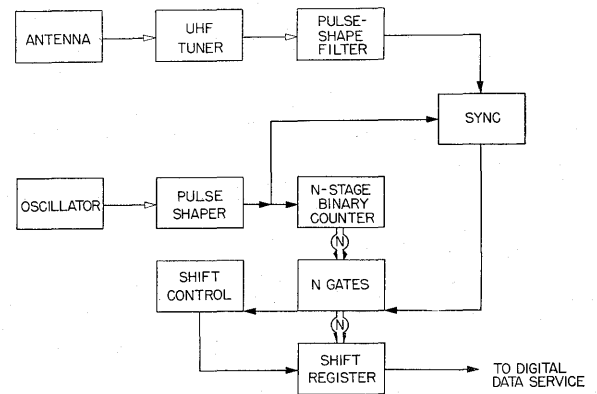 ANTENNA
UHF
TUNER
PULSE-
SHAPE
FILTER
SYNC
OSCILLATOR
PULSE
SHAPER
N-STAGE
BINARY
COUNTER
N
SHIFT
CONTROL
N GATES
N
SHIFT
REGISTER
TO DIGITAL
DATA SERVICE